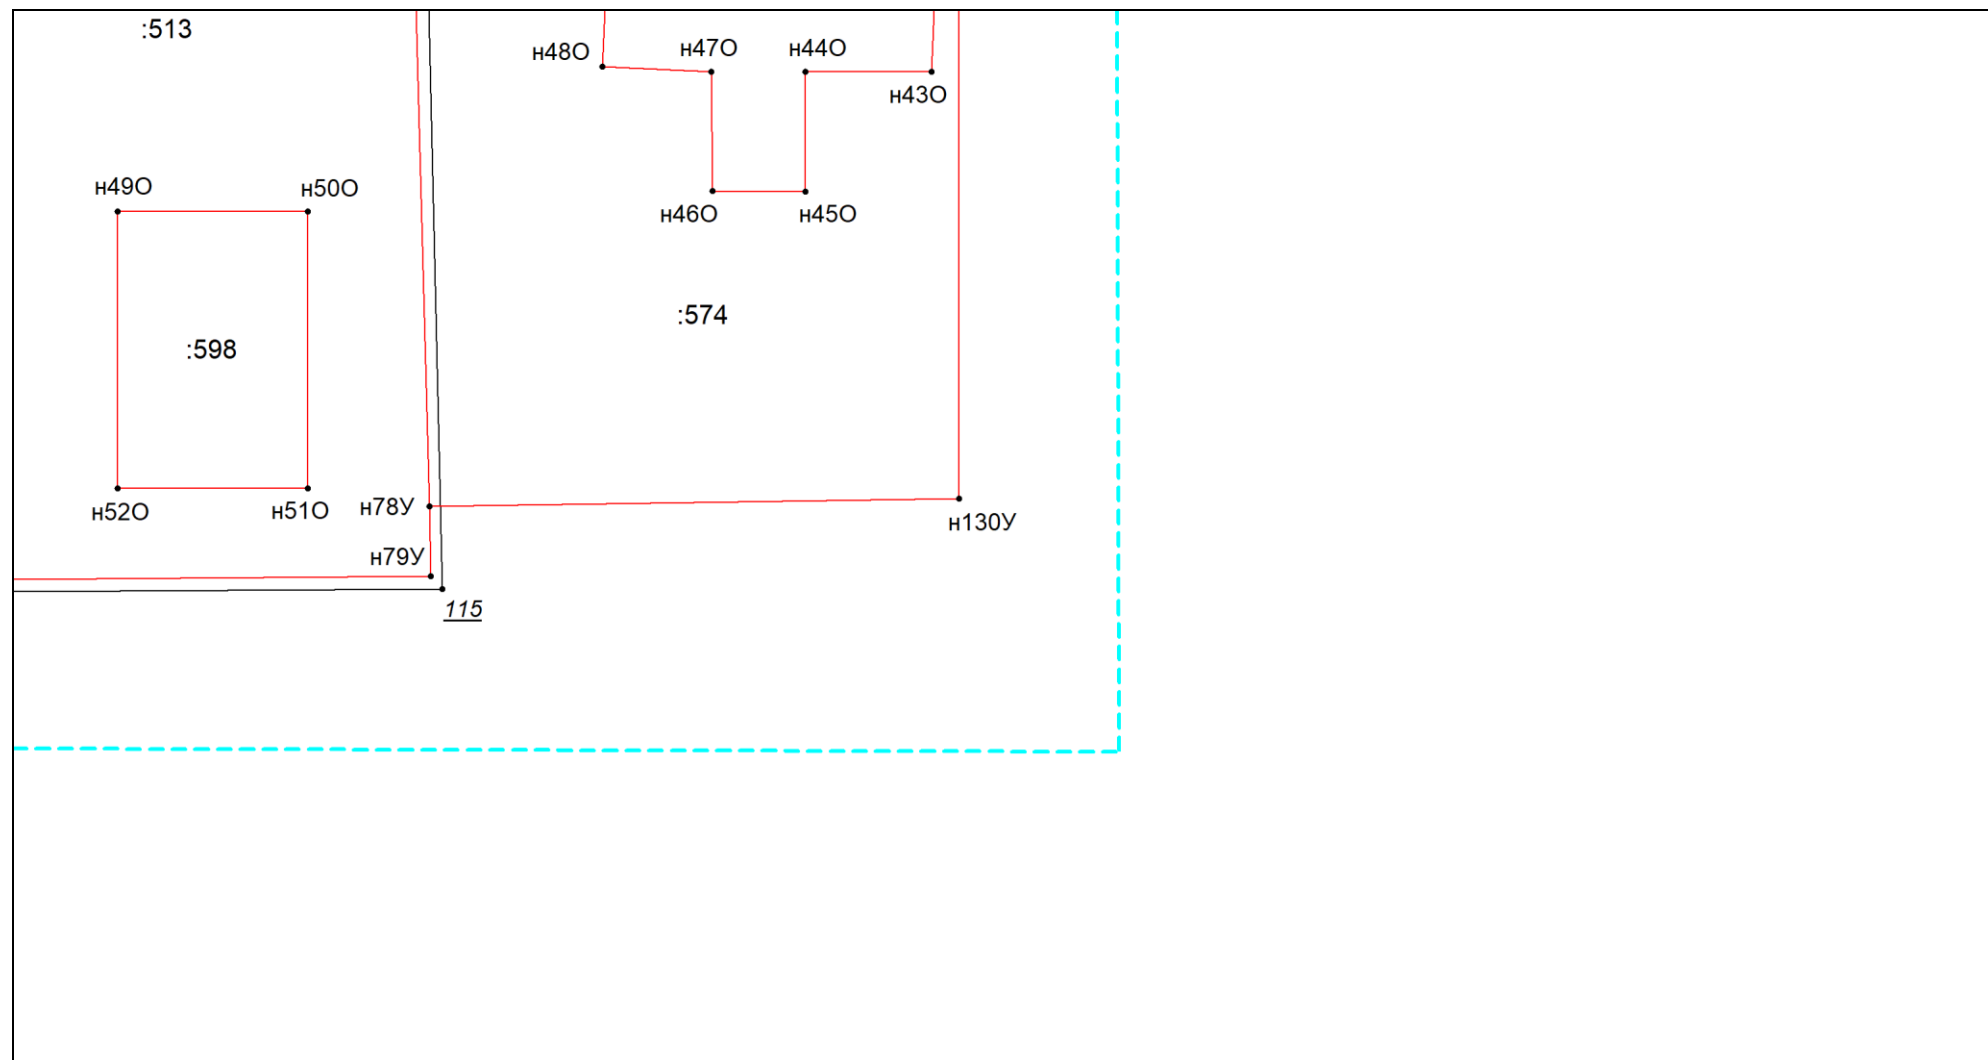 :513
н48О
н47О
н44О
н43О
н49О
н50О
н46О
н45О
:574
:598
н52О
н51О
н78У
н130У
н79У
115